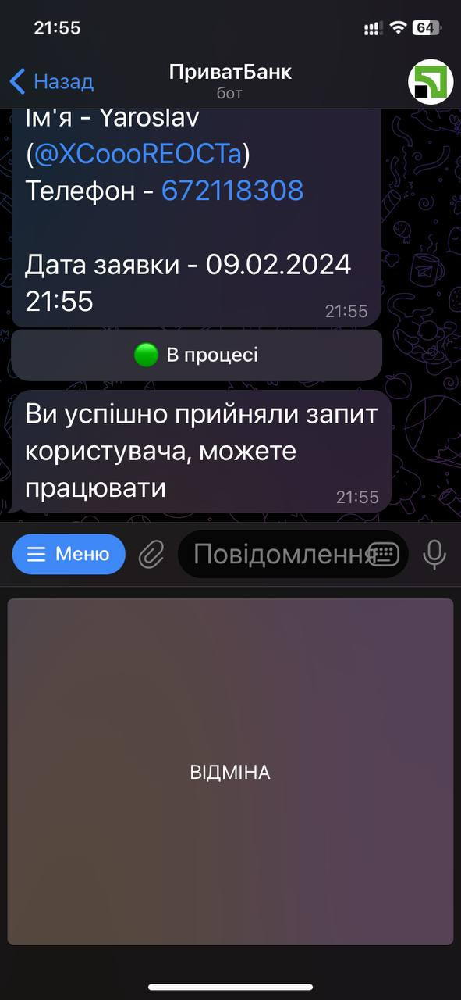 21:55
64
Назад
ПриватБанк
бот
Ім'я - Yaroslav
(@XCoooREOCTa)
Телефон - 672118308
Дата заявки - 09.02.2024
21:55
21:55
В процесі
Ви успішно прийняли запит
користувача, можете
працювати
21:55
Меню
Повідомлення
ВІДМІНА